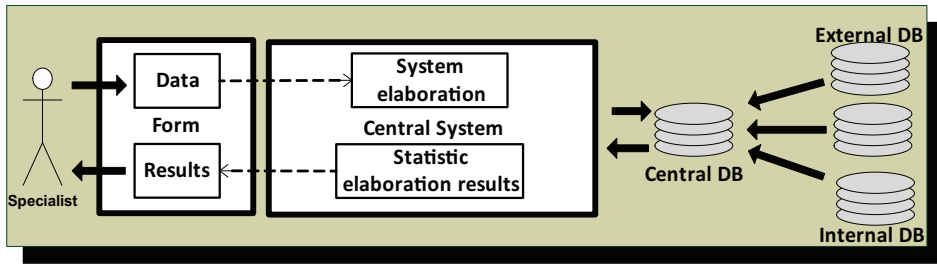 External DB
Data
System
elaboration
Form
Central System
Results
Statistic
elaboration results
Central DB
Specialist
Internal DB